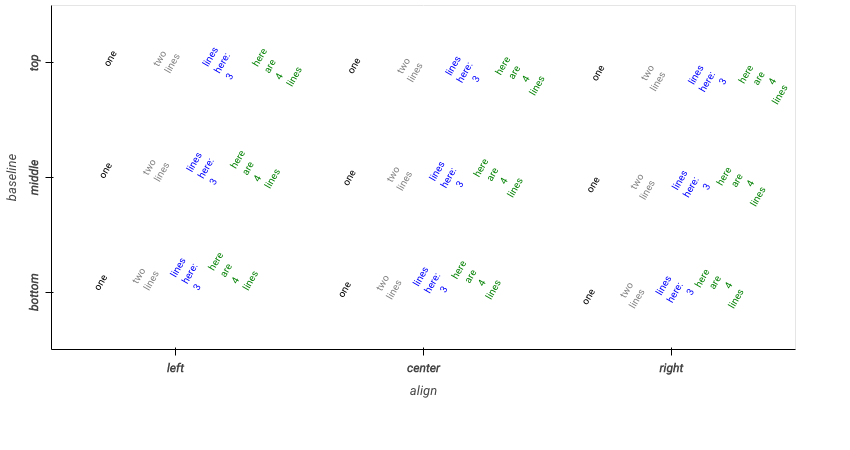 top
one
two
lines
lines
here:
3
here
are
4
lines
one
two
lines
lines
here:
3
here
are
4
lines
one
two
lines
lines
here:
3
here
are
4
lines
baseline
middle
one
two
lines
lines
here:
3
here
are
4
lines
one
two
lines
lines
here:
3
here
are
4
lines
one
two
lines
lines
here:
3
here
are
4
lines
bottom
one
two
lines
lines
here:
3
here
are
4
lines
one
two
lines
lines
here:
3
here
are
4
lines
one
two
lines
lines
here:
3
here
are
4
lines
left
center
right
align